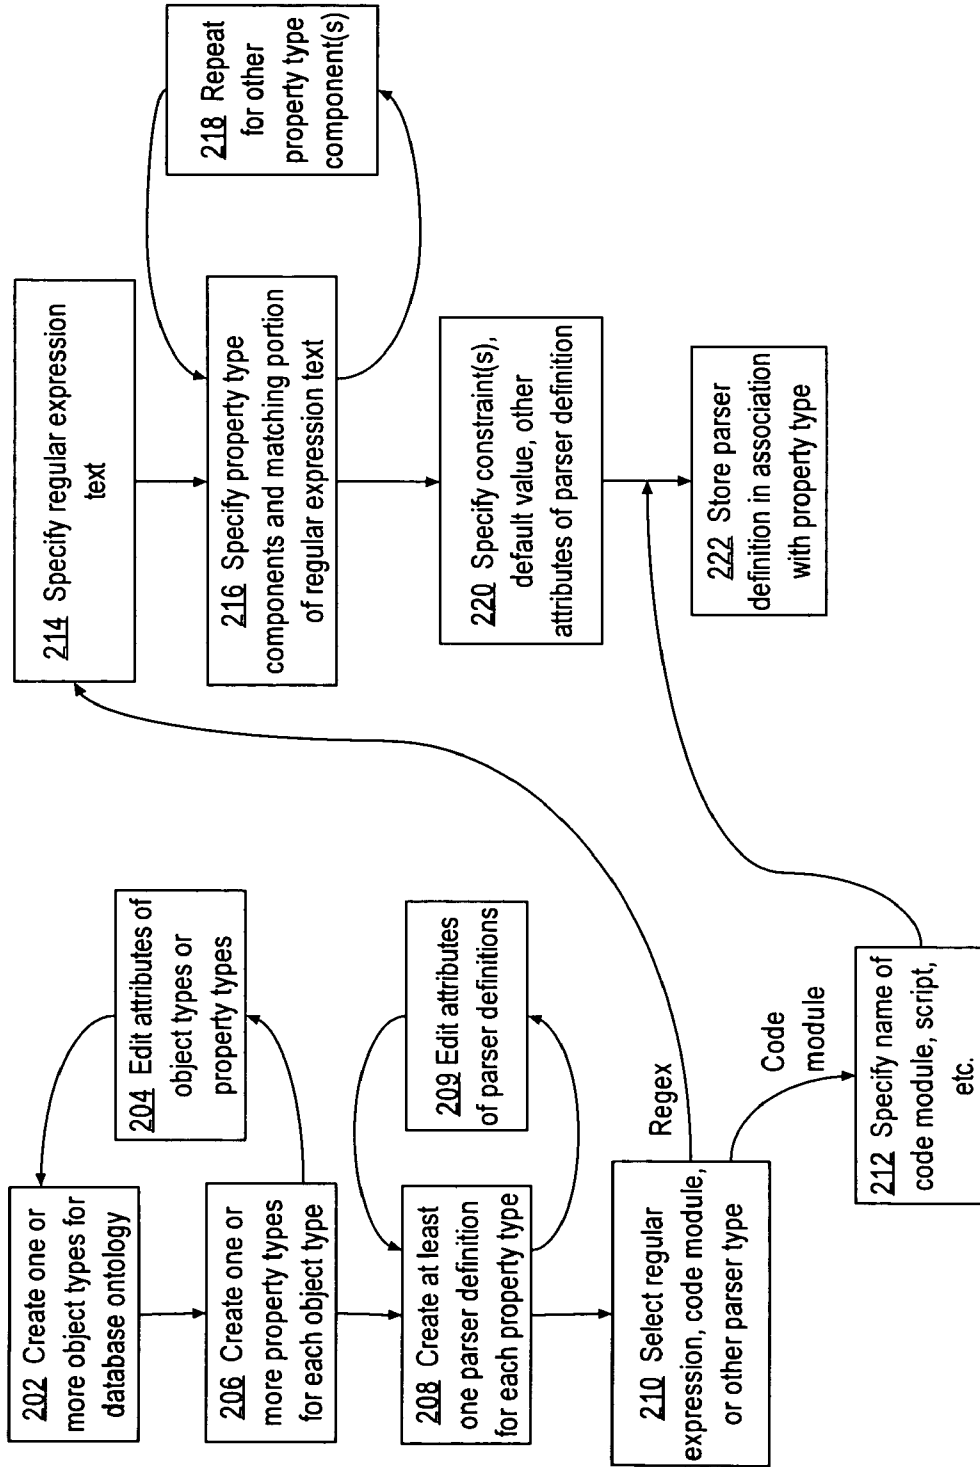 202 Create one or
more object types for
database ontology
204 Edit attributes of
object types or
property types
206 Create one or
more property types
for each object type
208 Create at least
one parser definition
for each property type
209 Edit attributes
of parser definitions
210 Select regular
expression, code module,
or other parser type
Regex
Code
module
212 Specify name of
code module, script,
etc.
214 Specify regular expression
text
216 Specify property type
components and matching portion
of regular expression text
218 Repeat
for other
property type
component(s)
220 Specify constraint(s),
default value, other
attributes of parser definition
222 Store parser
definition in association
with property type